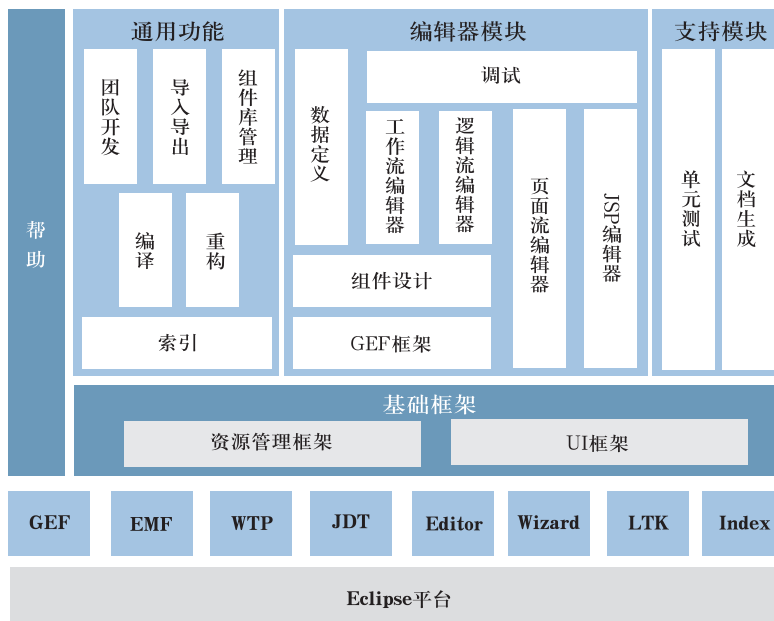 帮助
通用功能
团队开发
导入导出
组件库管理
编译
重构
索引
编辑器模块
数据定义
调试
工作流编辑器
逻辑流编辑器
页面流编辑器
JSP编辑器
组件设计
GEF框架
支持模块
单元测试
文档生成
基础框架
资源管理框架
UI框架
GEF
EMF
WTP
JDT
Editor
Wizard
LTK
Index
Eclipse平台